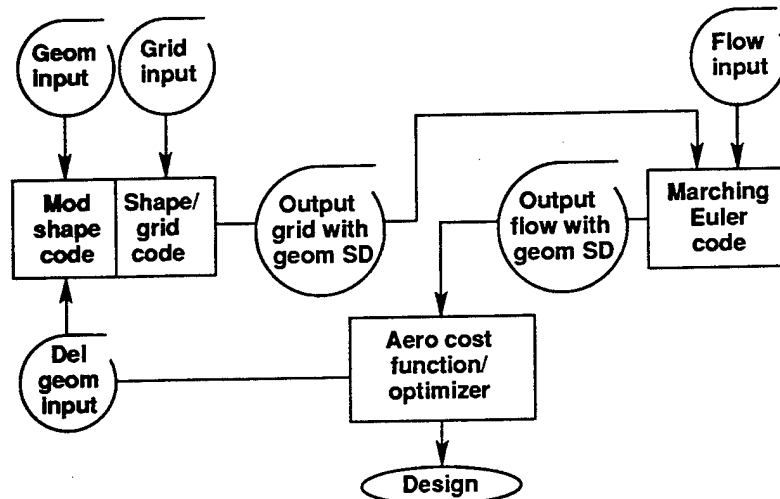 Geom
input
Grid
input
Flow
input
Mod
shape
code
Shape/
grid
code
Output
grid with
geom SD
Output
flow with
geom SD
Marching
Euler
code
Del
geom
input
Aero cost
function/
optimizer
Design